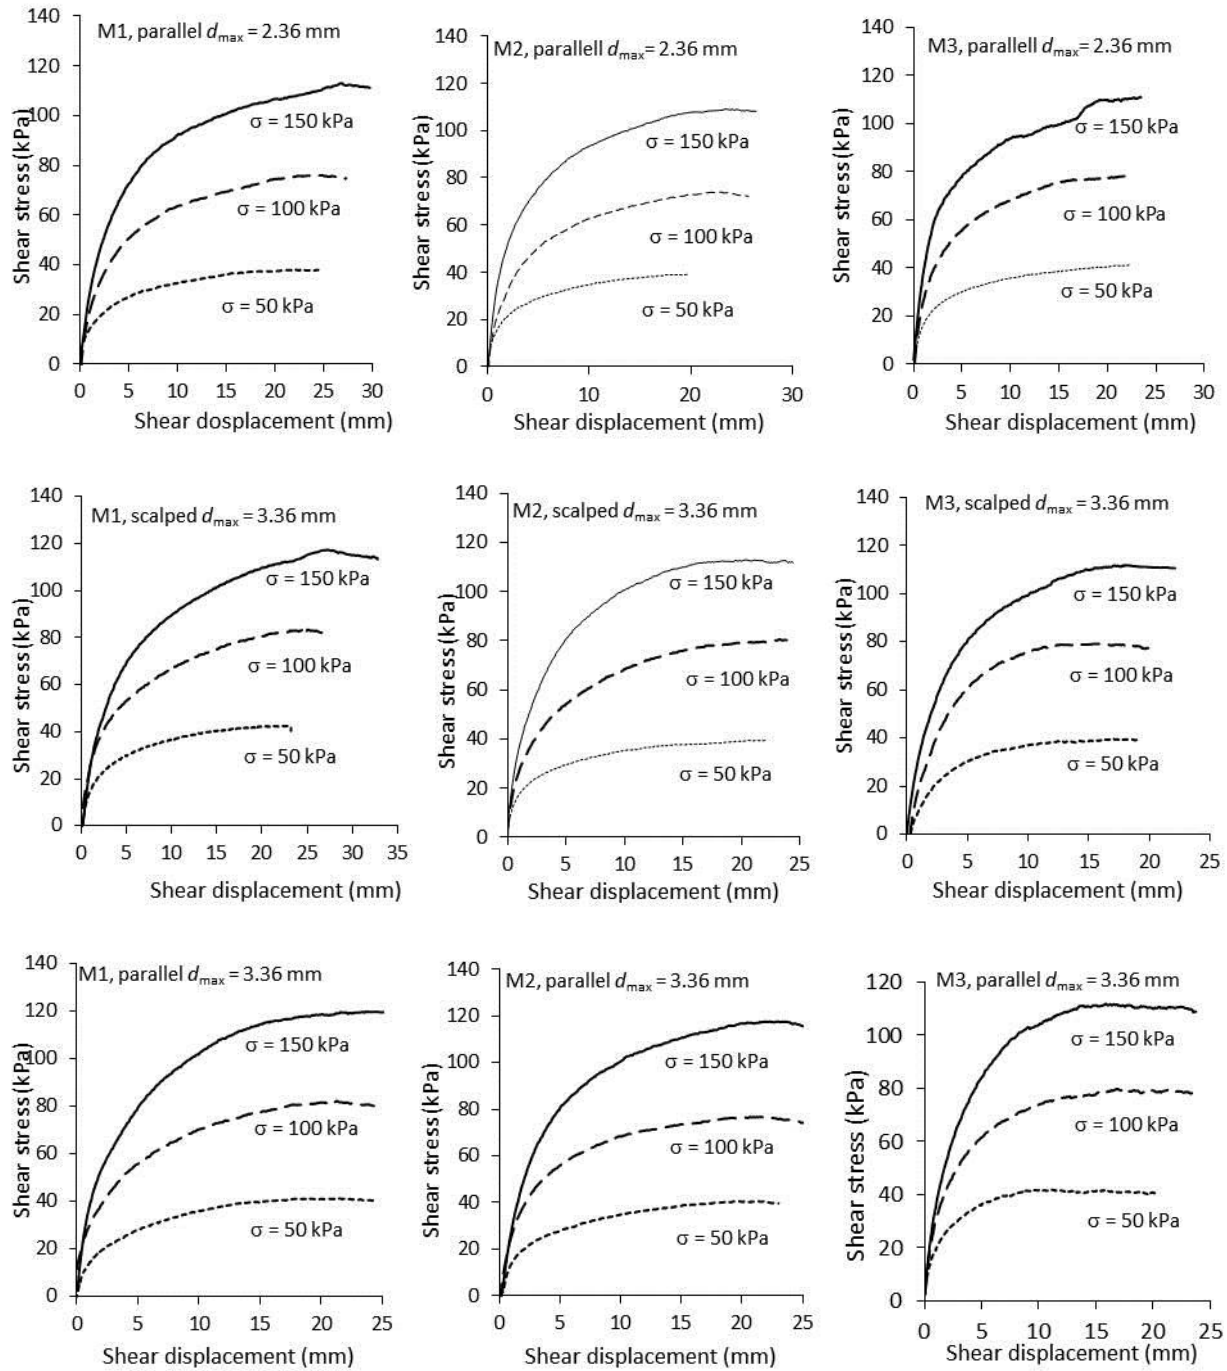 M1, parallel dmax = 2.36 mm
Shear stress (kPa)
140
120
100
80
60
40
20
0
σ = 150 kPa
σ = 100 kPa
σ = 50 kPa
0 5 10 15 20 25 30
Shear dosplacement (mm)
M2, parallell dmax = 2.36 mm
Shear stress (kPa)
140
120
100
80
60
40
20
0
σ = 150 kPa
σ = 100 kPa
σ = 50 kPa
0 10 20 30
Shear displacement (mm)
M3, parallell dmax = 2.36 mm
Shear stress (kPa)
140
120
100
80
60
40
20
0
σ = 150 kPa
σ = 100 kPa
σ = 50 kPa
0 5 10 15 20 25 30
Shear displacement (mm)
M1, scalped dmax = 3.36 mm
Shear stress (kPa)
140
120
100
80
60
40
20
0
σ = 150 kPa
σ = 100 kPa
σ = 50 kPa
0 5 10 15 20 25 30 35
Shear displacement (mm)
M2, scalped dmax = 3.36 mm
Shear stress (kPa)
140
120
100
80
60
40
20
0
σ = 150 kPa
σ = 100 kPa
σ = 50 kPa
0 5 10 15 20 25
Shear displacement (mm)
M3, scalped dmax = 3.36 mm
Shear stress (kPa)
140
120
100
80
60
40
20
0
σ = 150 kPa
σ = 100 kPa
σ = 50 kPa
0 5 10 15 20 25
Shear displacement (mm)
M1, parallel dmax = 3.36 mm
Shear stress (kPa)
140
120
100
80
60
40
20
0
σ = 150 kPa
σ = 100 kPa
σ = 50 kPa
0 5 10 15 20 25
Shear displacement (mm)
M2, parallel dmax = 3.36 mm
Shear stress (kPa)
140
120
100
80
60
40
20
0
σ = 150 kPa
σ = 100 kPa
σ = 50 kPa
0 5 10 15 20 25
Shear displacement (mm)
M3, parallel dmax = 3.36 mm
Shear stress (kPa)
120
100
80
60
40
20
0
σ = 150 kPa
σ = 100 kPa
σ = 50 kPa
0 5 10 15 20 25
Shear displacement (mm)